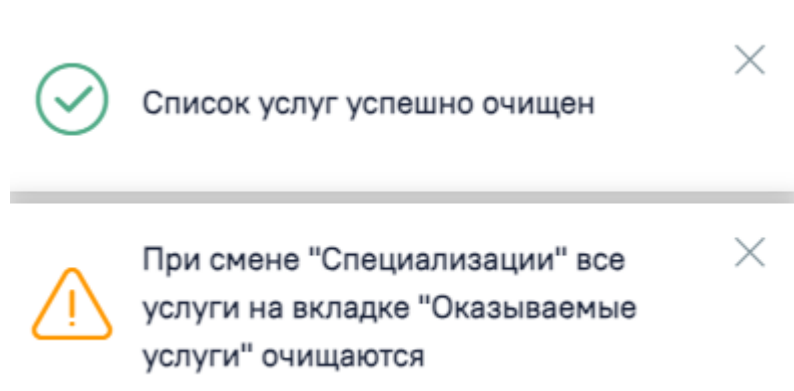 Список услуг успешно очищен
При смене "Специализации" все
услуги на вкладке "Оказываемые
услуги" очищаются